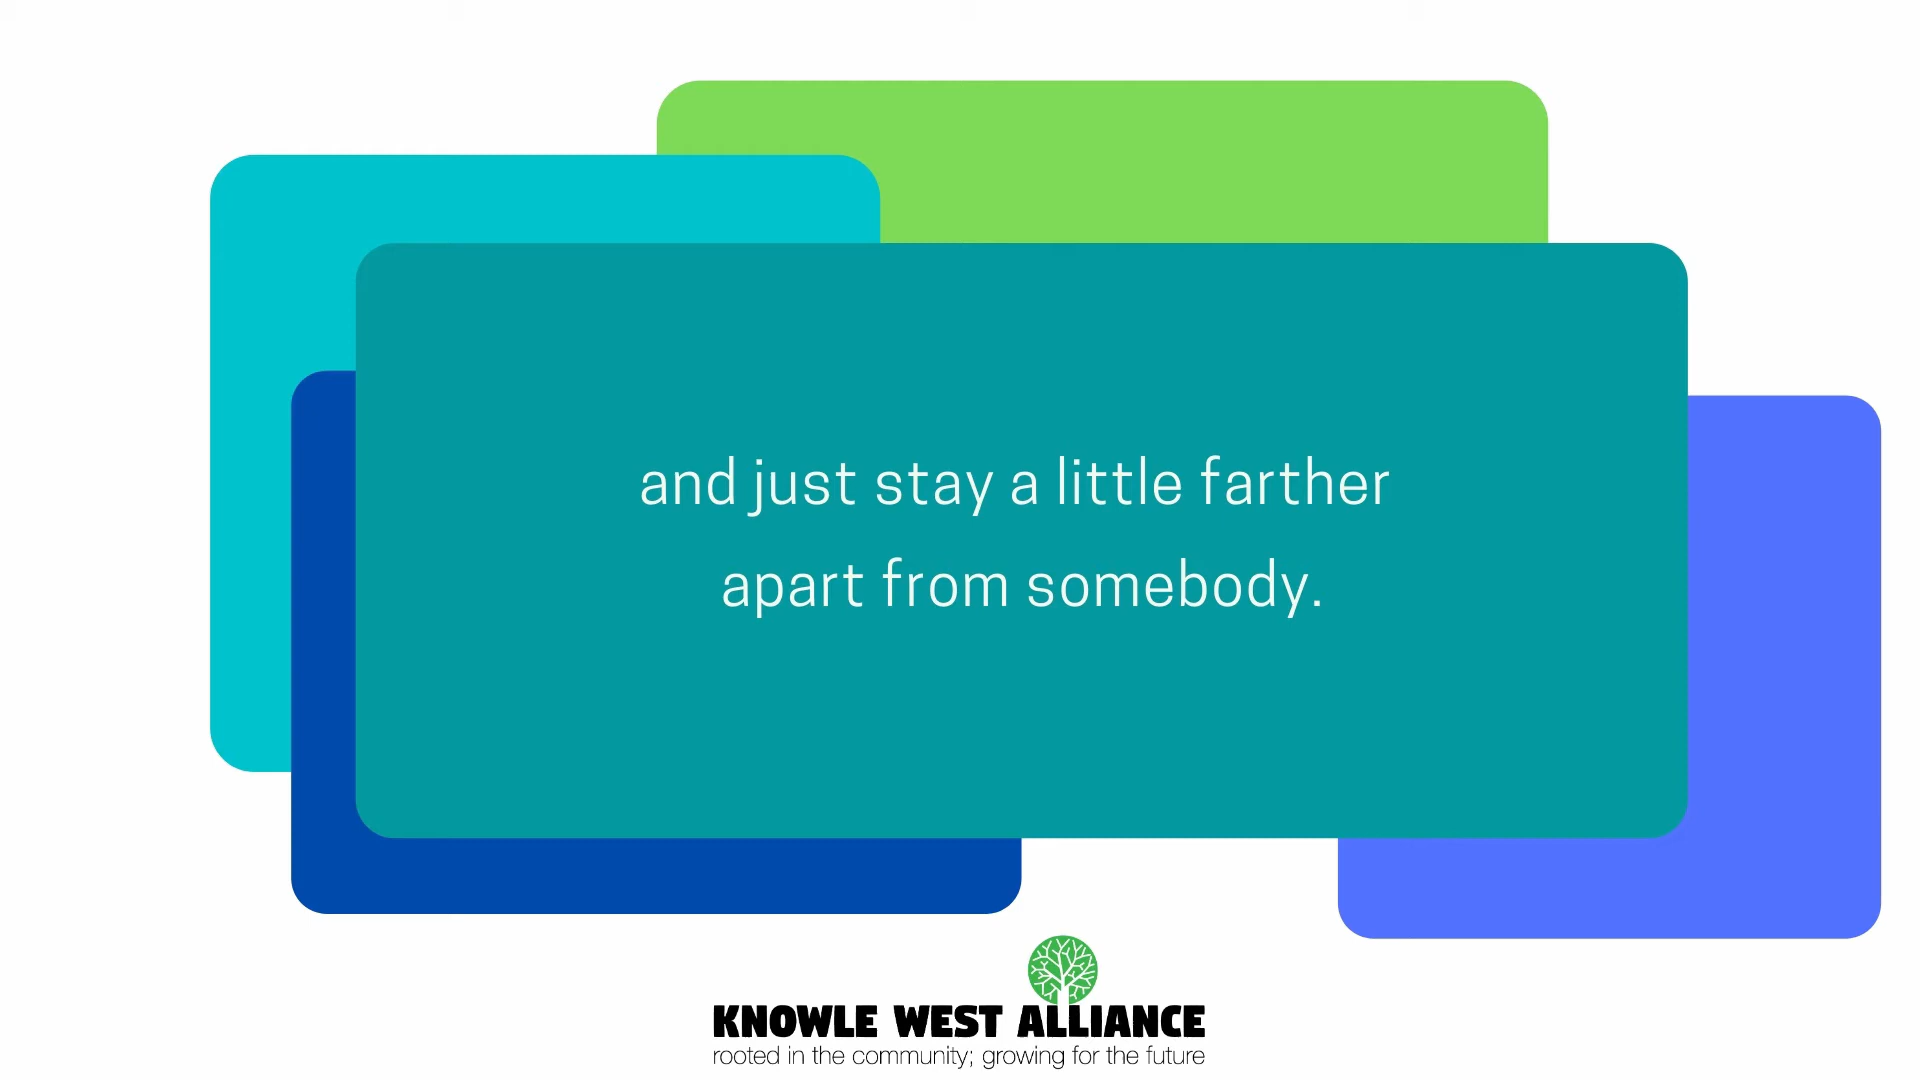 and just stay a little farther
apart from somebody.
KNOWLE WEST ALLIANCE
rooted in the community; growing for the future